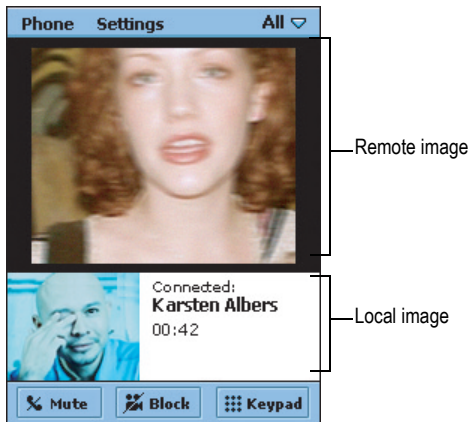 Phone Settings All
Remote image
Connected:
Karsten Albers
00:42
Local image
Mute Block Keypad